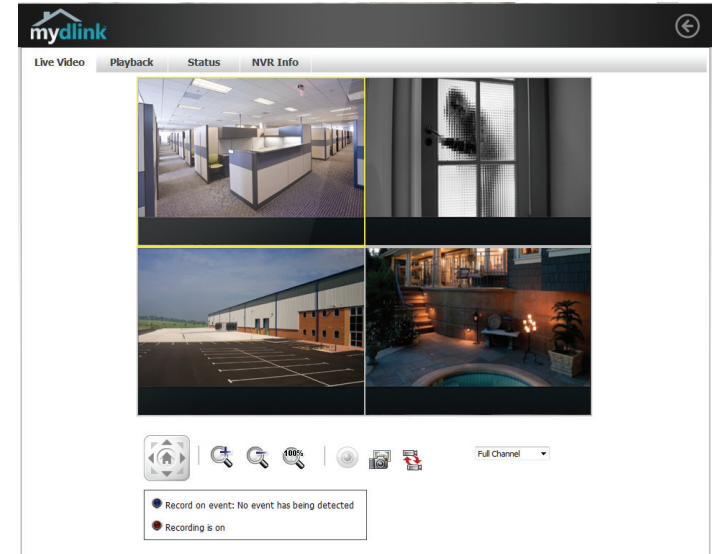 mydlink
Live Video Playback Status NVR Info
100%
Full Channel
Record on event: No event has being detected
Recording is on